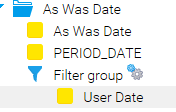 As Was Date
As Was Date
PERIOD_DATE
Filter group
User Date